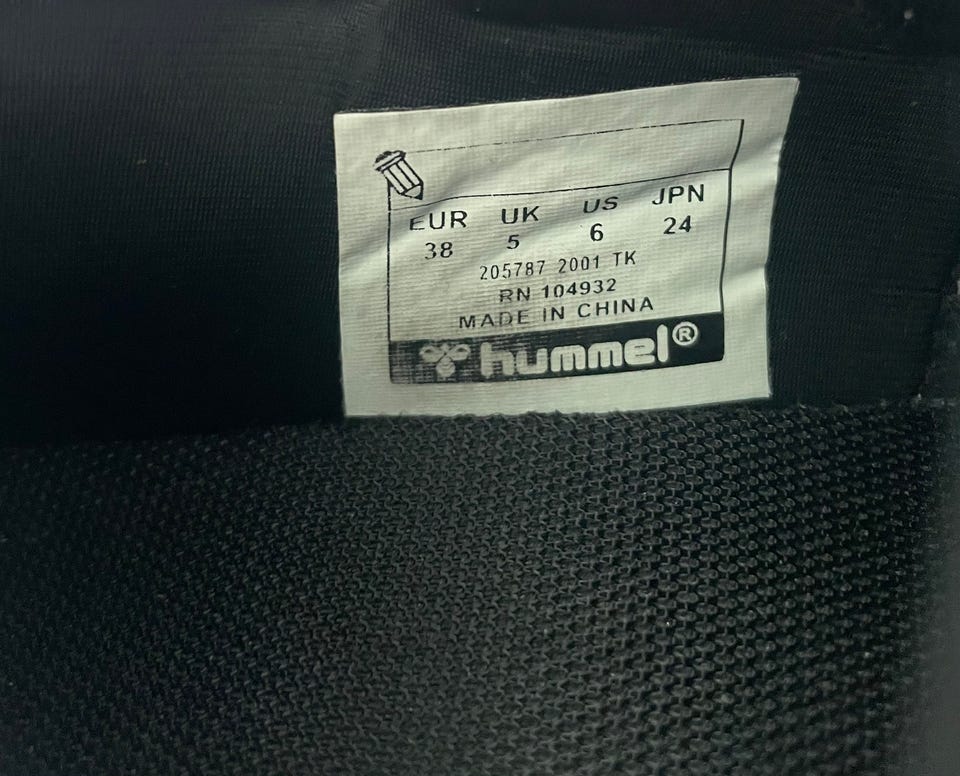 EUR UK US JPN
38 5 6 24
205787 2001 TK
RN 104932
MADE IN CHINA
hummel®